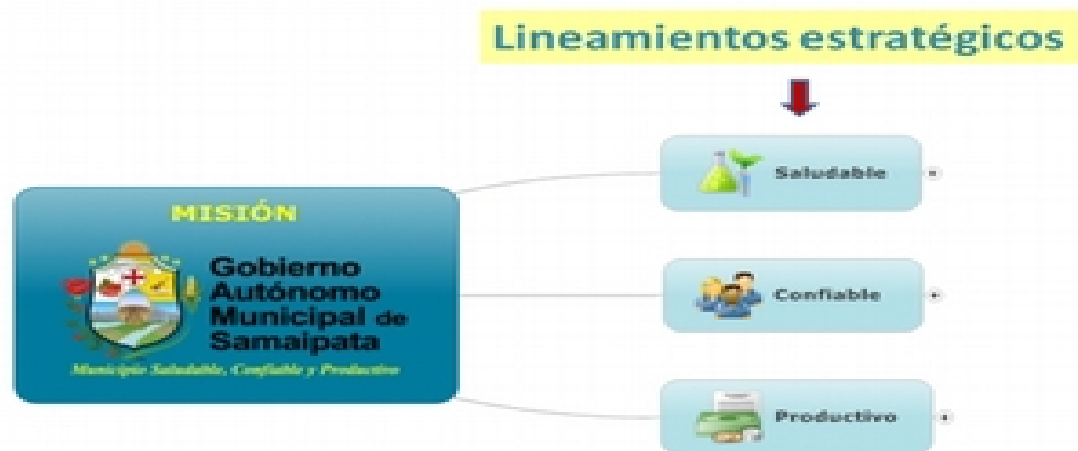 Lineamientos estratégicos
MISIÓN
Gobierno
Autónomo
Municipal de
Samaipata
Municipio Saludable, Confiable y Productivo
Saludable
Confiable
Productivo